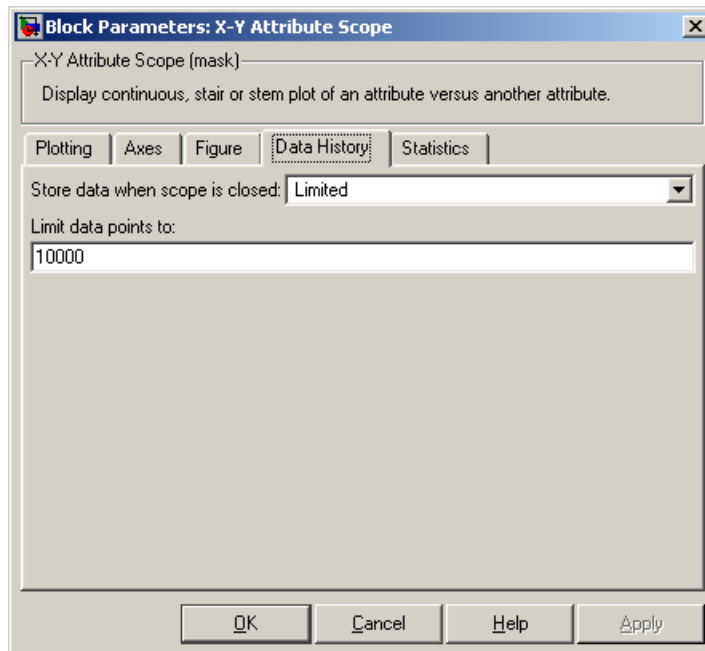 Block Parameters: X-Y Attribute Scope
X-Y Attribute Scope (mask)
Display continuous, stair or stem plot of an attribute versus another attribute.
Plotting Axes Figure Data History Statistics
Store data when scope is closed: Limited
Limit data points to:
10000
OK Cancel Help Apply